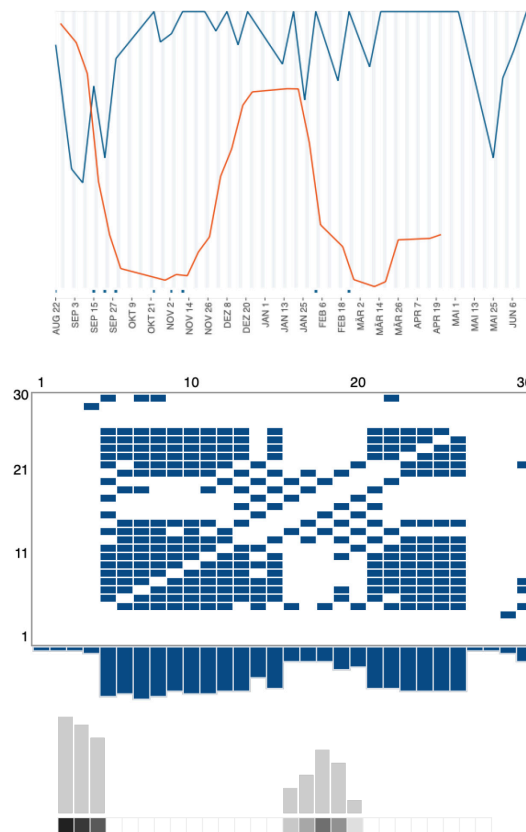 AUG 22
SEP 3
SEP 15
SEP 27
OKT 9
OKT 21
NOV 2
NOV 14
NOV 26
DEZ 8
DEZ 20
JAN 1
JAN 13
JAN 25
FEB 6
FEB 18
MÄR 2
MÄR 14
MÄR 26
APR 7
APR 19
MAI 1
MAI 13
MAI 25
JUN 6
1 10 20 30
30
21
11
1